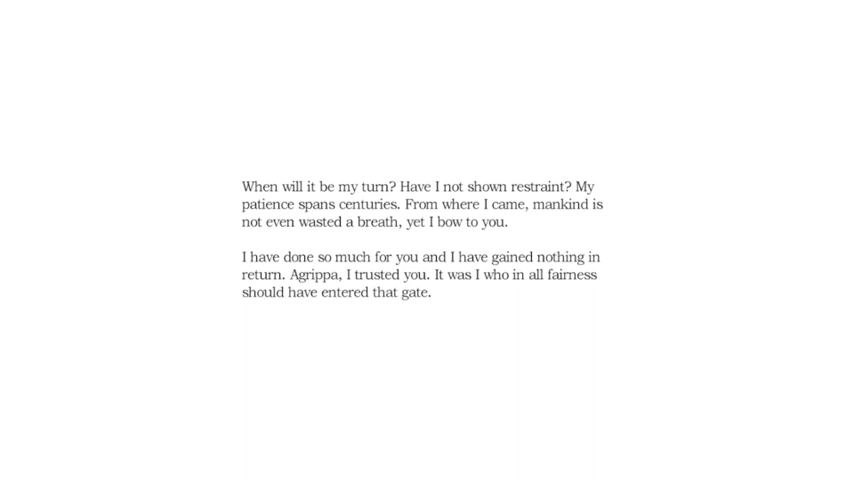 When will it be my turn? Have I not shown restraint? My
patience spans centuries. From where I came, mankind is
not even wasted a breath, yet I bow to you.
I have done so much for you and I have gained nothing in
return. Agrippa, I trusted you. It was I who in all fairness
should have entered that gate.